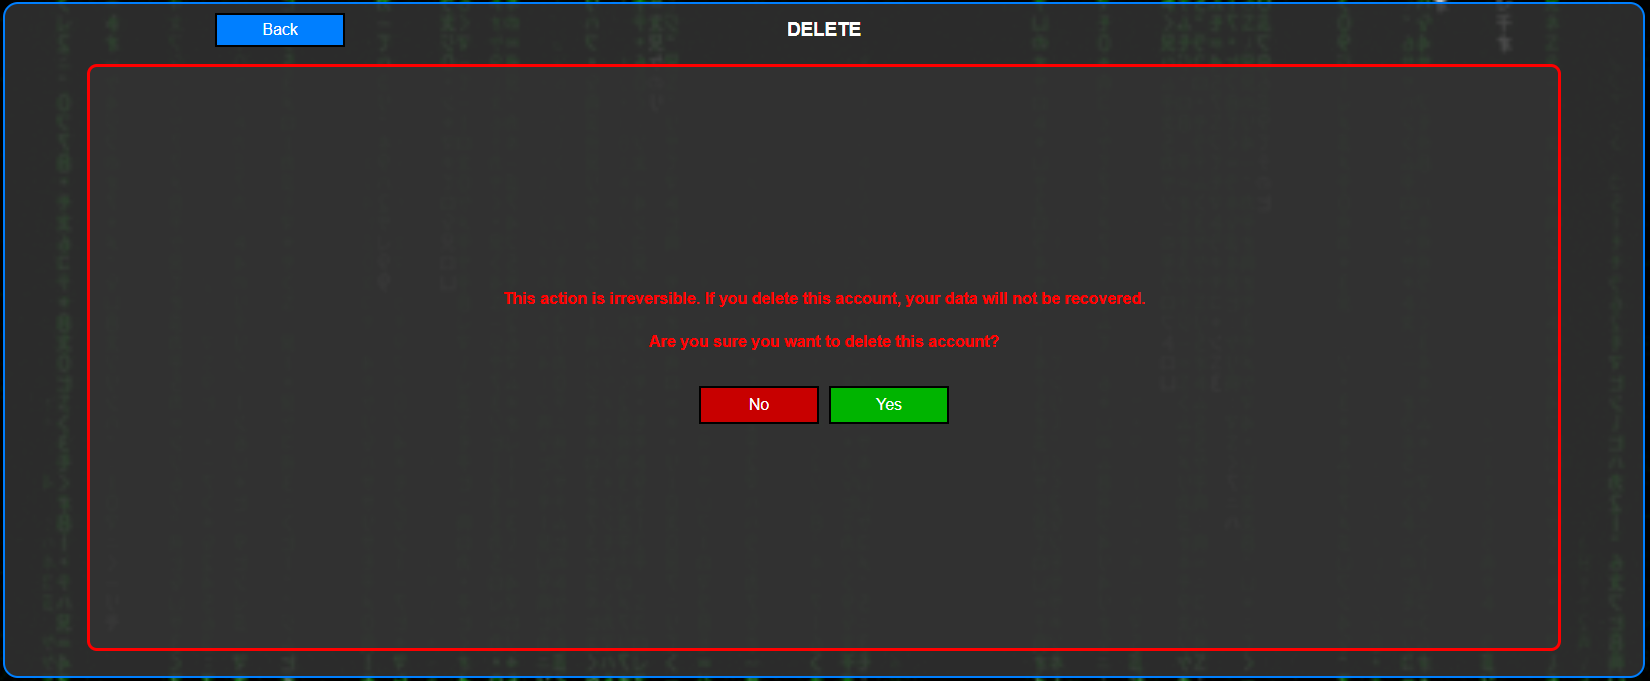 Back
DELETE
This action is irreversible. If you delete this account, your data will not be recovered.
Are you sure you want to delete this account?
No
Yes